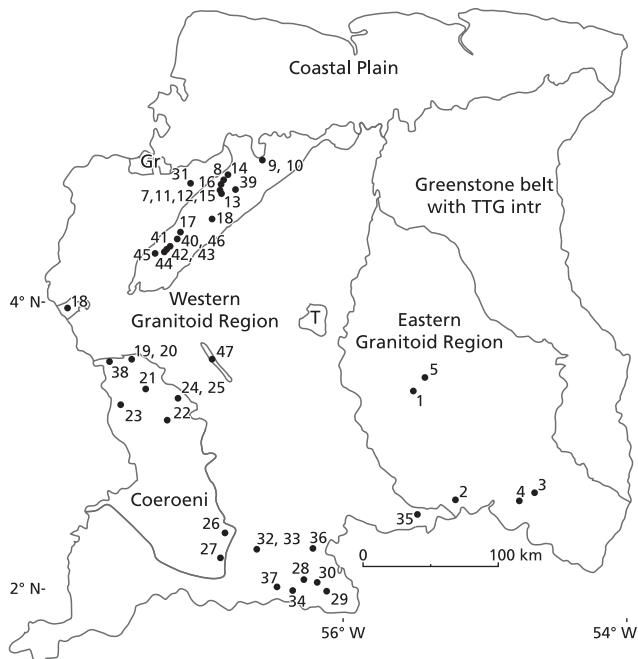 Coastal Plain
Gr
31
8
14
9, 10
16
39
7, 11, 12, 15
13
Greenstone belt
with TTG intr
18
17
41
40, 46
45
42, 43
44
4° N-
18
Western
Granitoid Region
T
Eastern
Granitoid Region
19, 20
47
38
21
24, 25
5
1
23
22
Coeroeni
2
4
3
35
26
32, 33
36
0
100 km
27
28
30
37
34
29
2° N-
56° W
54° W